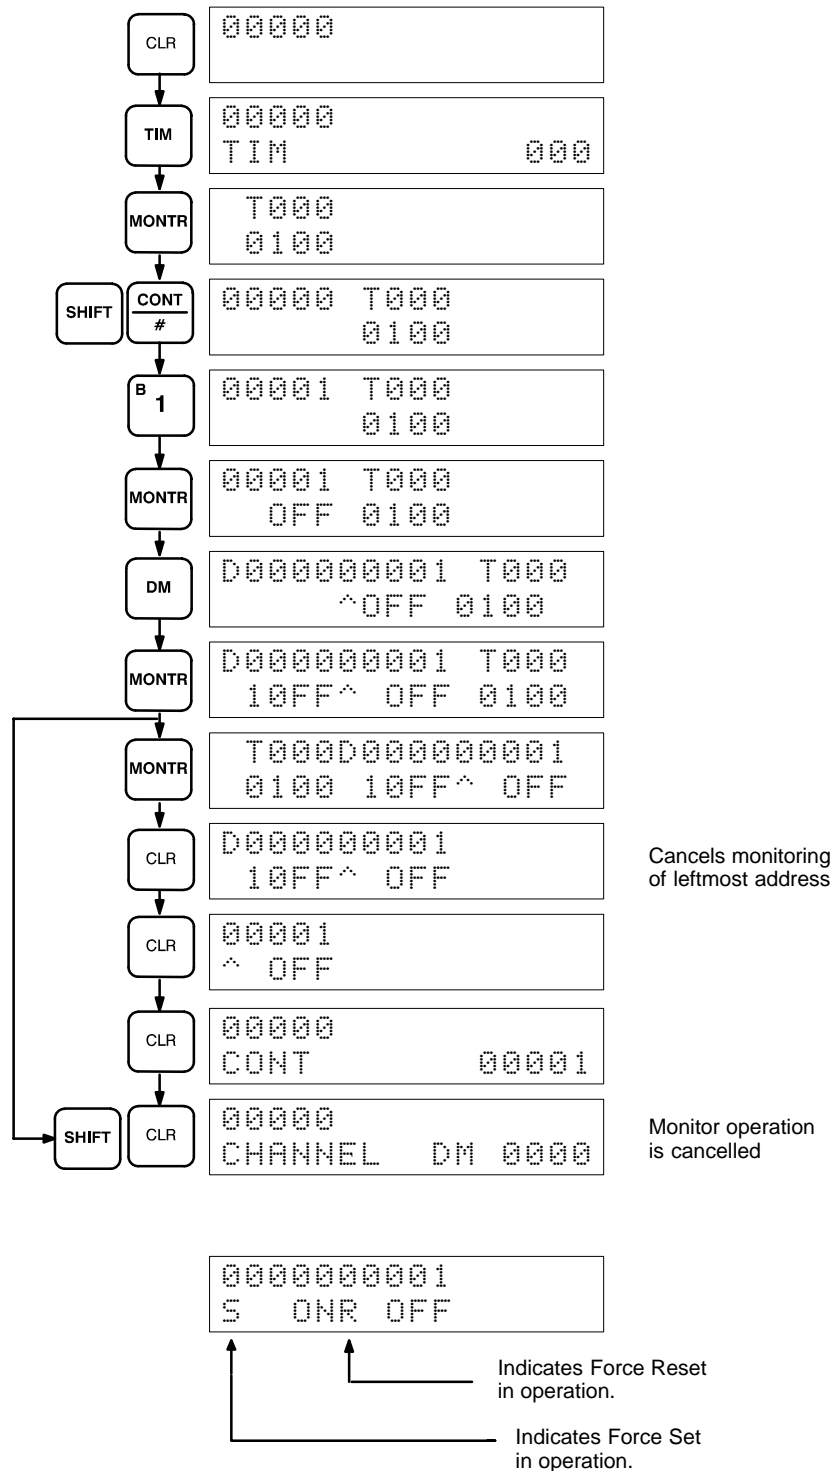 CLR
00000
TIM
00000
TIM 000
MONTR
T000
0100
SHIFT
CONT
#
00000 T000
0100
B 1
00001 T000
0100
MONTR
00001 T000
OFF 0100
DM
D000000001 T000
^OFF 0100
MONTR
D000000001 T000
10FF^ OFF 0100
MONTR
T000D000000001
0100 10FF^ OFF
CLR
D000000001
10FF^ OFF
Cancels monitoring
of leftmost address
CLR
00001
^ OFF
CLR
00000
CONT 00001
SHIFT
CLR
00000
CHANNEL DM 0000
Monitor operation
is cancelled
0000000001
S ONR OFF
Indicates Force Reset
in operation.
Indicates Force Set
in operation.